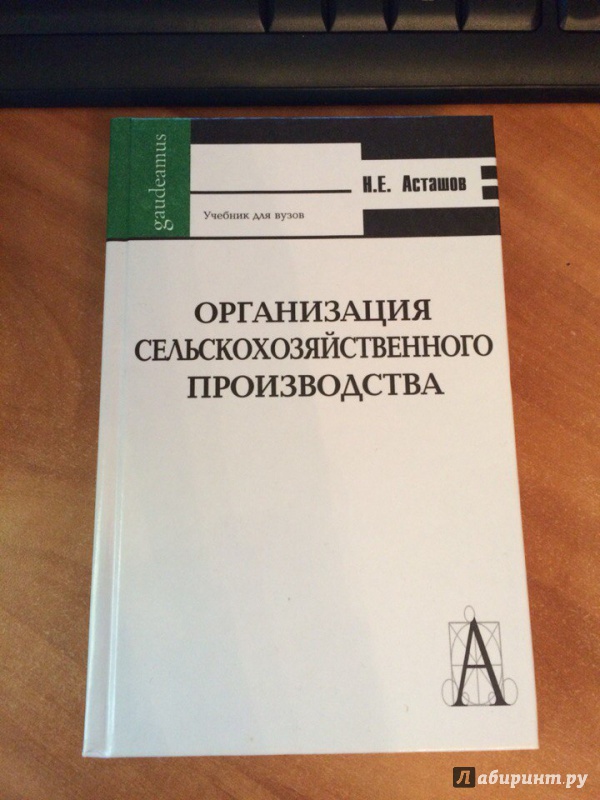 gaudeamus
Н.Е. Асташов
Учебник для вузов
ОРГАНИЗАЦИЯ
СЕЛЬСКОХОЗЯЙСТВЕННОГО
ПРОИЗВОДСТВА
А
Лабиринт.ру